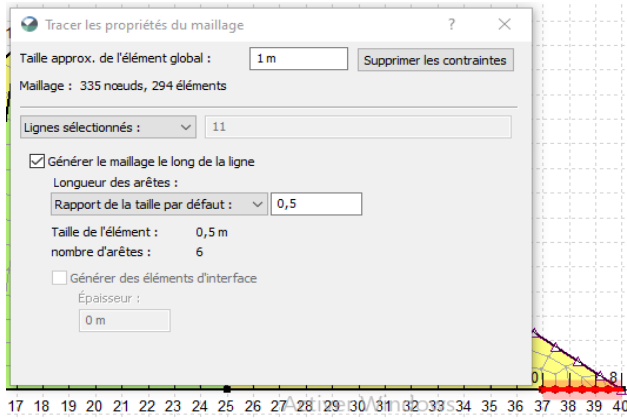 Tracer les propriétés du maillage ? ×
Taille approx. de l'élément global : 1 m Supprimer les contraintes
Maillage : 335 nœuds, 294 éléments
Lignes sélectionnés : 11
Générer le maillage le long de la ligne
Longueur des arêtes :
Rapport de la taille par défaut : 0,5
Taille de l'élément : 0,5 m
nombre d'arêtes : 6
Générer des éléments d'interface
Épaisseur :
0 m
17 18 19 20 21 22 23 24 25 26 27 28 29 30 31 32 33 34 35 36 37 38 39 40